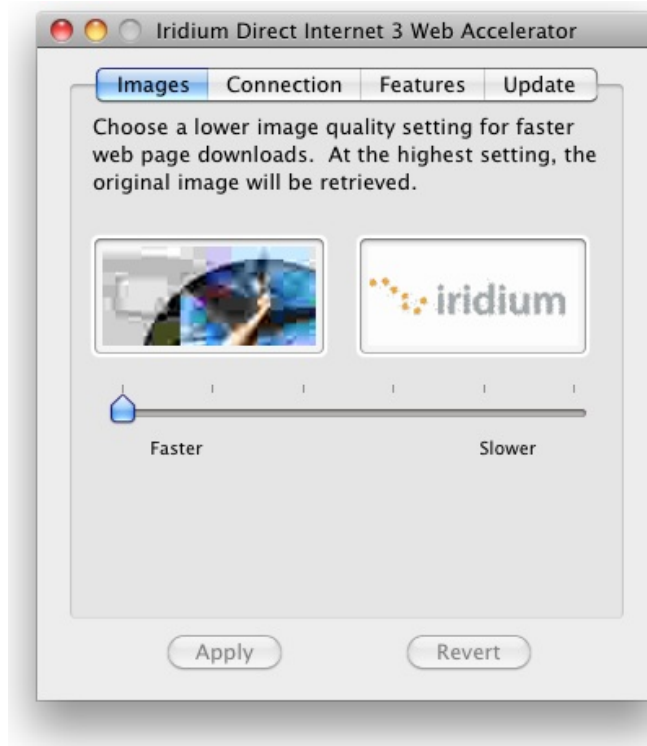 Iridium Direct Internet 3 Web Accelerator
Images Connection Features Update
Choose a lower image quality setting for faster
web page downloads. At the highest setting, the
original image will be retrieved.
iridium
Faster Slower
Apply Revert